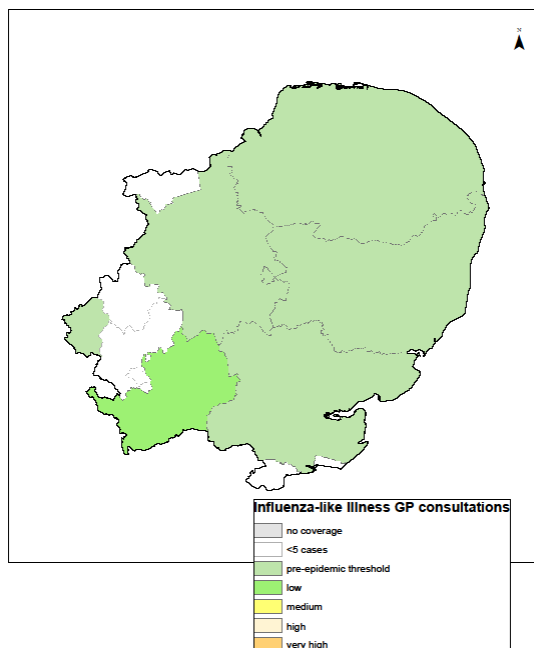 Influenza-like Illness GP consultations
no coverage
<5 cases
pre-epidemic threshold
low
medium
high
very high